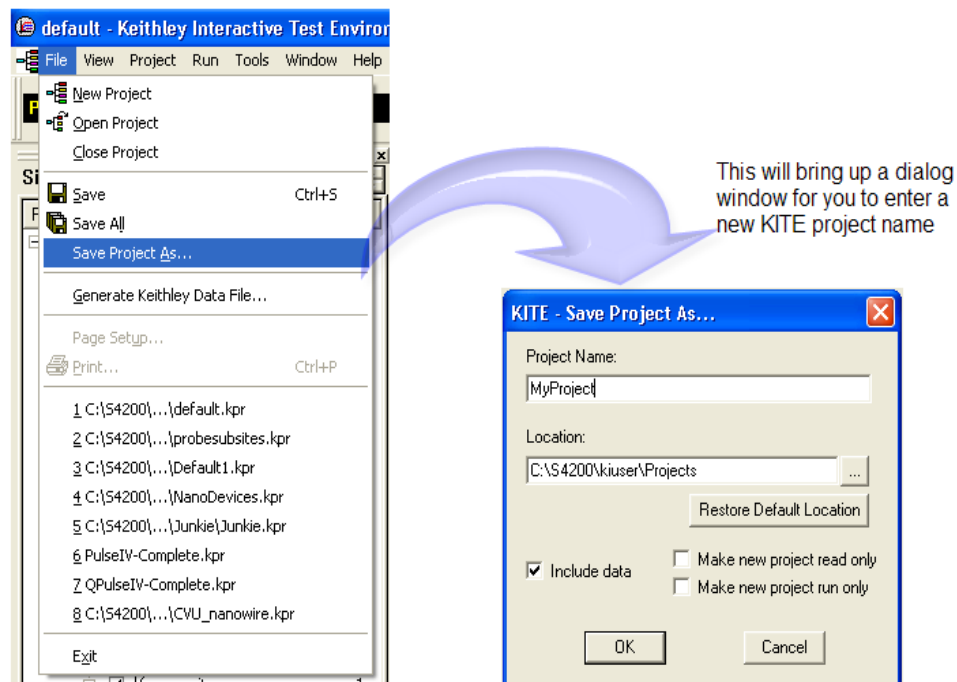 default - Keithley Interactive Test Enviror
File View Project Run Tools Window Help
New Project
Open Project
Close Project
Save Ctrl+S
Save All
Save Project As...
Generate Keithley Data File...
Page Setup...
Print... Ctrl+P
1 C:\S4200\...\default.kpr
2 C:\S4200\...\probesubsites.kpr
3 C:\S4200\...\Default1.kpr
4 C:\S4200\...\NanoDevices.kpr
5 C:\S4200\...\Junkie\Junkie.kpr
6 PulseIV-Complete.kpr
7 QPulseIV-Complete.kpr
8 C:\S4200\...\CVU_nanowire.kpr
Exit
This will bring up a dialog
window for you to enter a
new KITE project name
KITE - Save Project As...
Project Name:
MyProject
Location:
C:\S4200\kiuser\Projects
...
Restore Default Location
Include data
Make new project read only
Make new project run only
OK Cancel